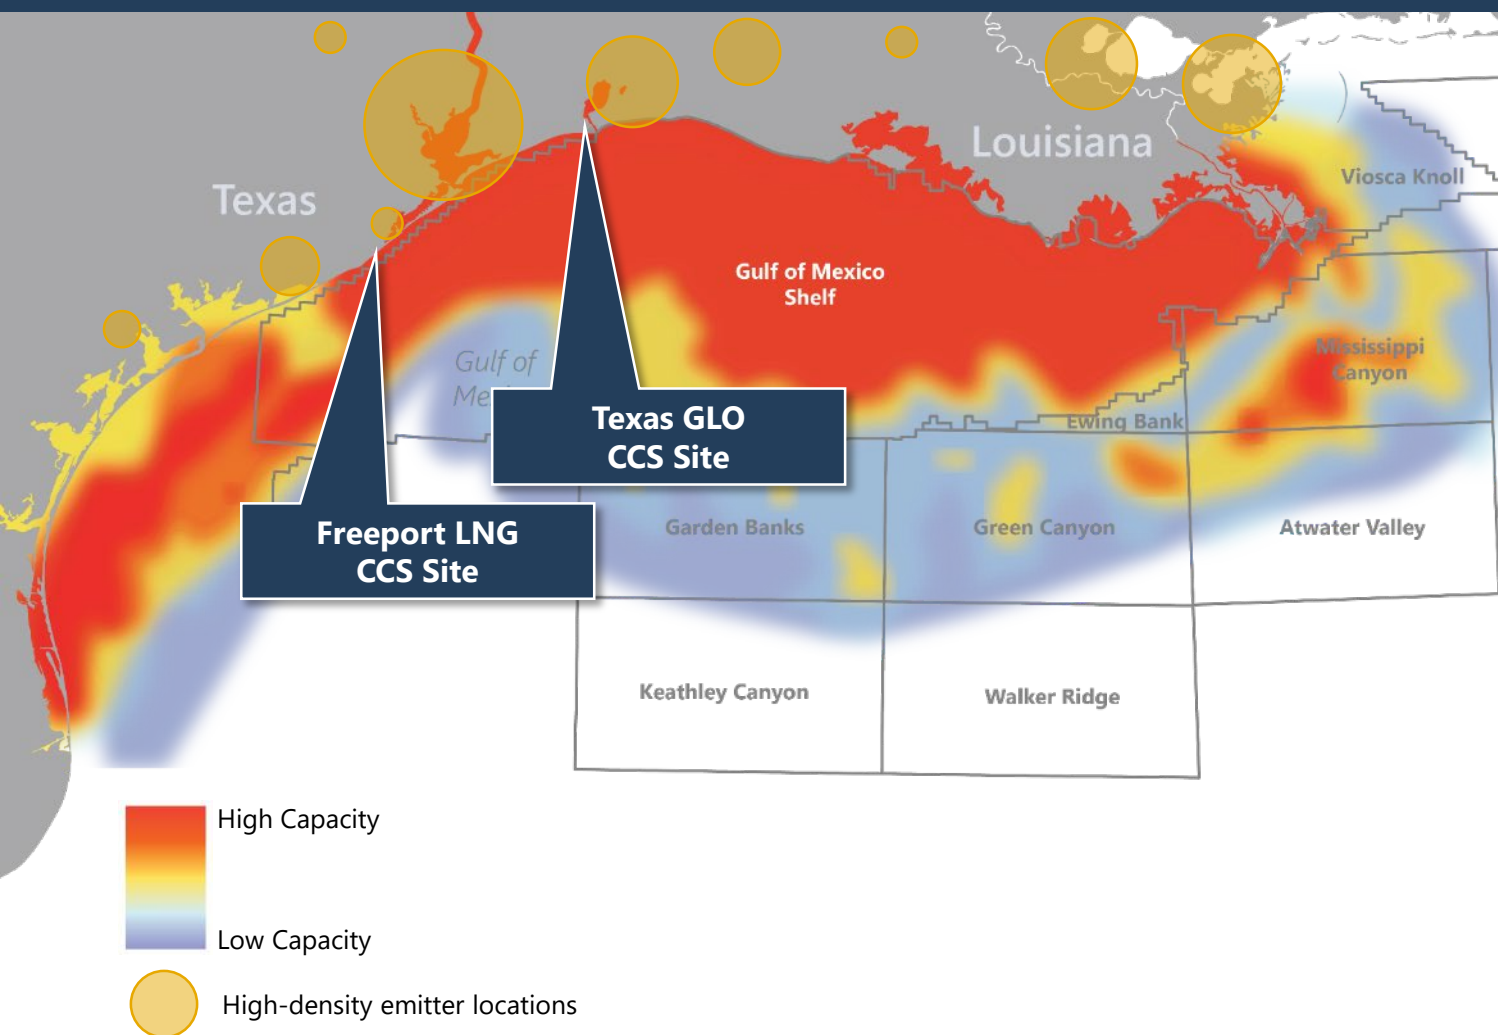 Louisiana
Viosca Knoll
Texas
Gulf of Mexico
Shelf
Gulf of
Mississippi
Canyon
Texas GLO
CCS Site
Ewing Bank
Freeport LNG
CCS Site
Garden Banks
Green Canyon
Atwater Valley
Keathley Canyon
Walker Ridge
High Capacity
Low Capacity
High-density emitter locations